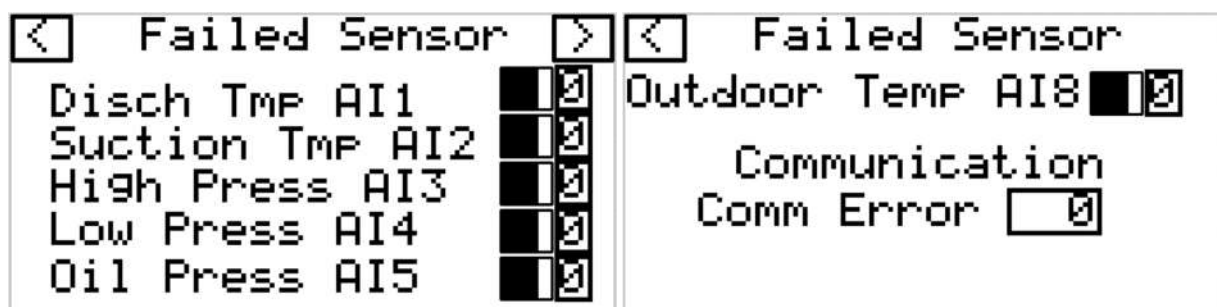 < Failed Sensor >
Disch Tmp AI1 0
Suction Tmp AI2 0
High Press AI3 0
Low Press AI4 0
Oil Press AI5 0
< Failed Sensor
Outdoor Temp AI8 0
Communication
Comm Error 0